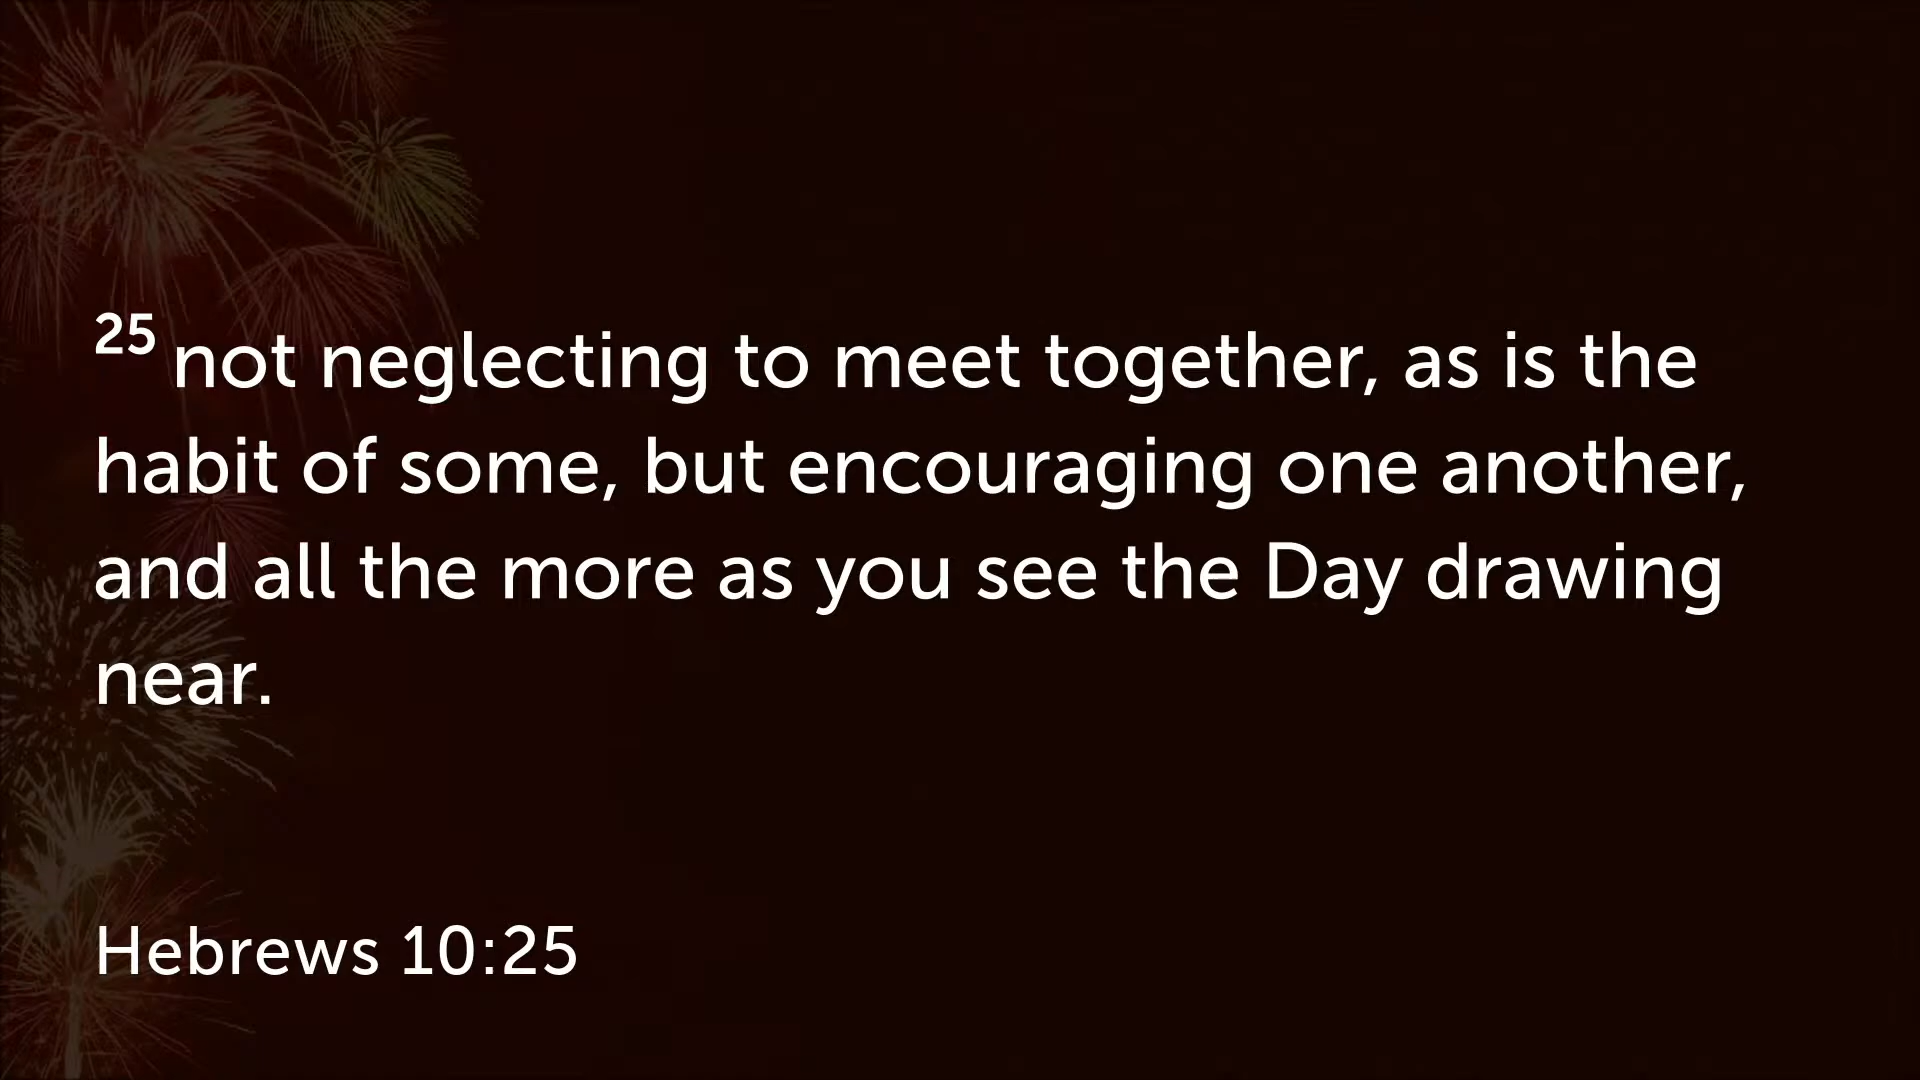 25 not neglecting to meet together, as is the
habit of some, but encouraging one another,
and all the more as you see the Day drawing
near.
Hebrews 10:25